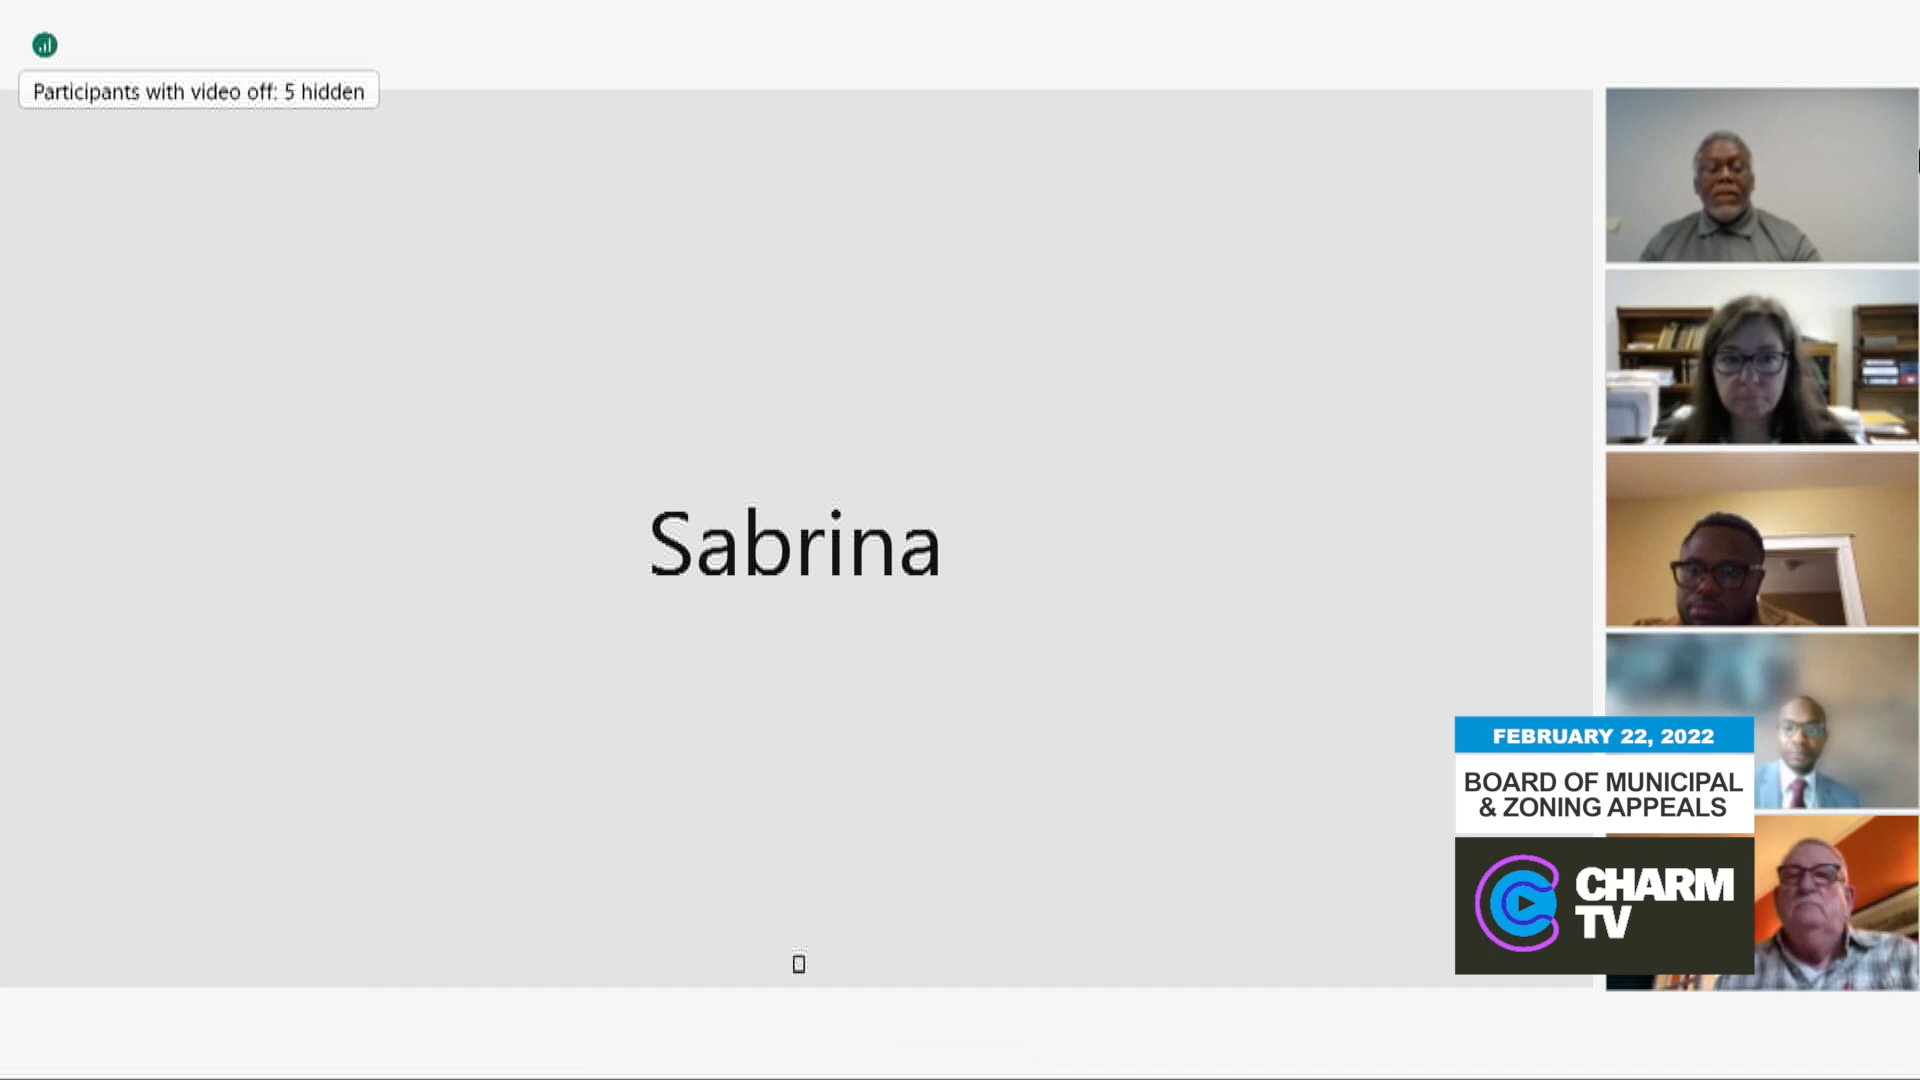 Participants with video off: 5 hidden
Sabrina
FEBRUARY 22, 2022
BOARD OF MUNICIPAL
& ZONING APPEALS
CHARM
TV